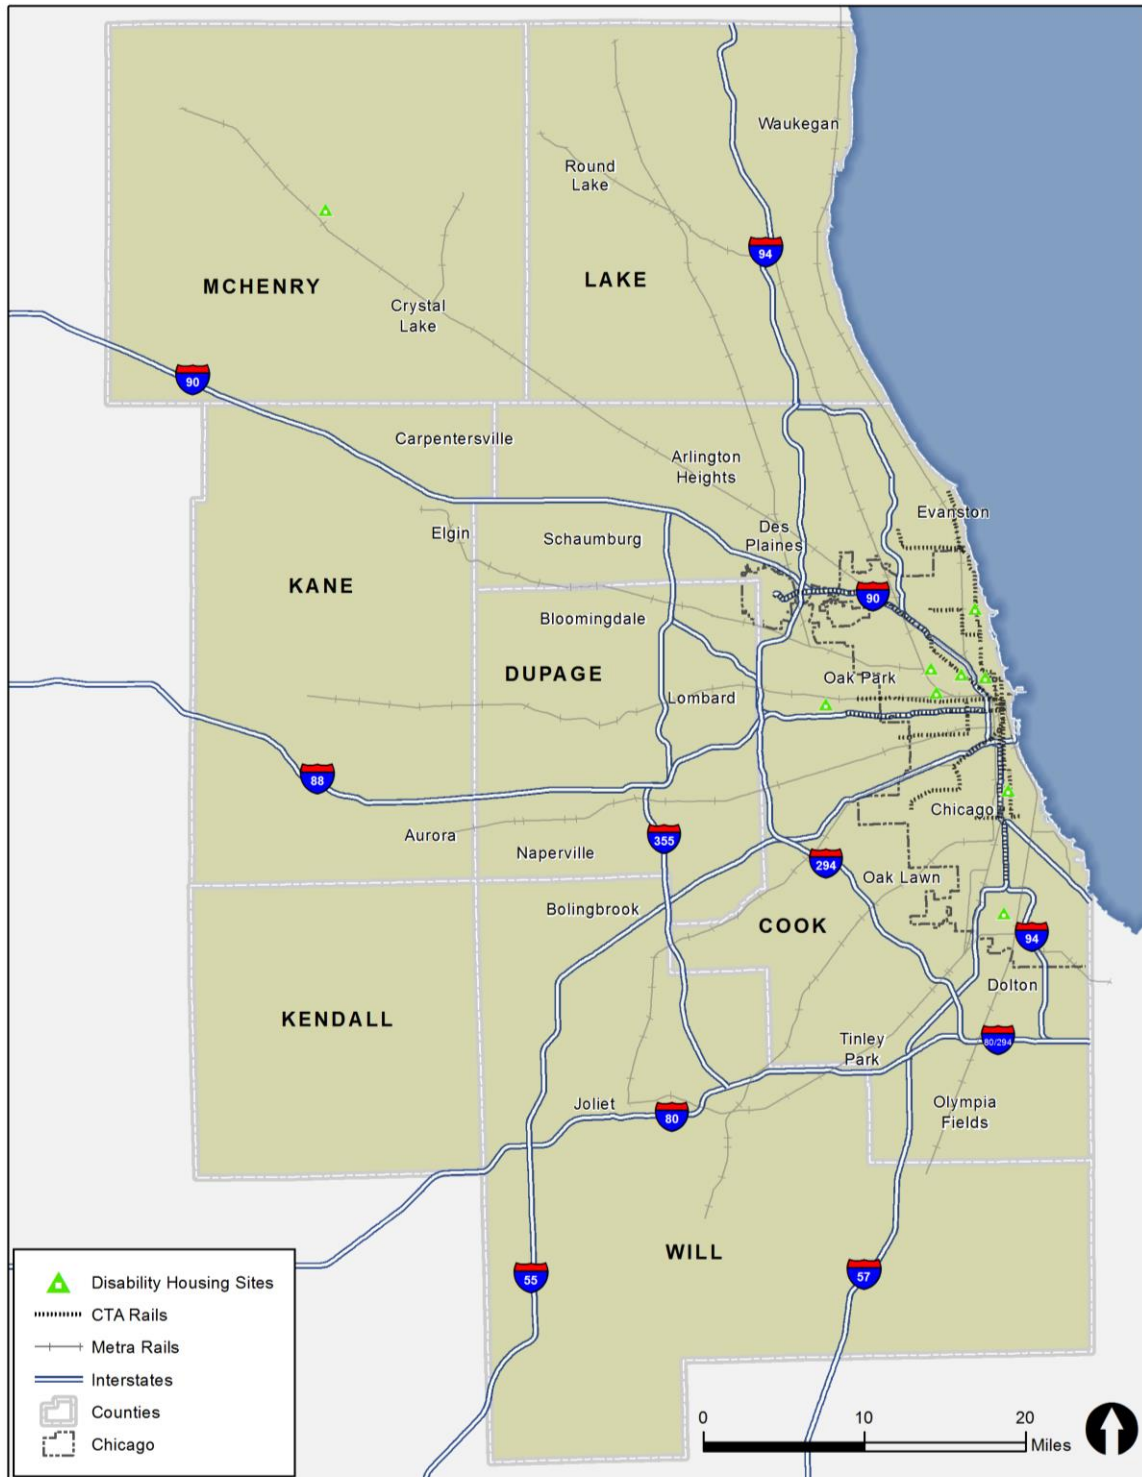 Waukegan
Round
Lake
94
MCHENRY
LAKE
Crystal
Lake
90
Carpentersville
Arlington
Heights
Evanston
Elgin
Schaumburg
Des
Plaines
KANE
90
Bloomingdale
DUPAGE
Oak Park
Lombard
88
Chicago
Aurora
355
Naperville
294
Oak Lawn
Bolingbrook
COOK
94
Dolton
KENDALL
Tinley
Park
80/294
Joliet
80
Olympia
Fields
WILL
55
57
Disability Housing Sites
CTA Rails
Metra Rails
Interstates
Counties
Chicago
0 10 20
Miles